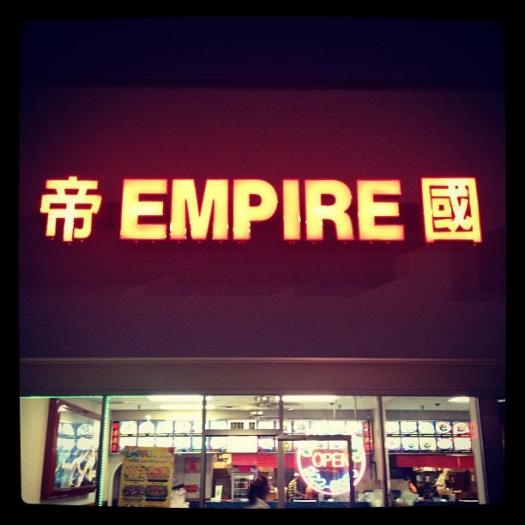 帝 EMPIRE 國
OPEN